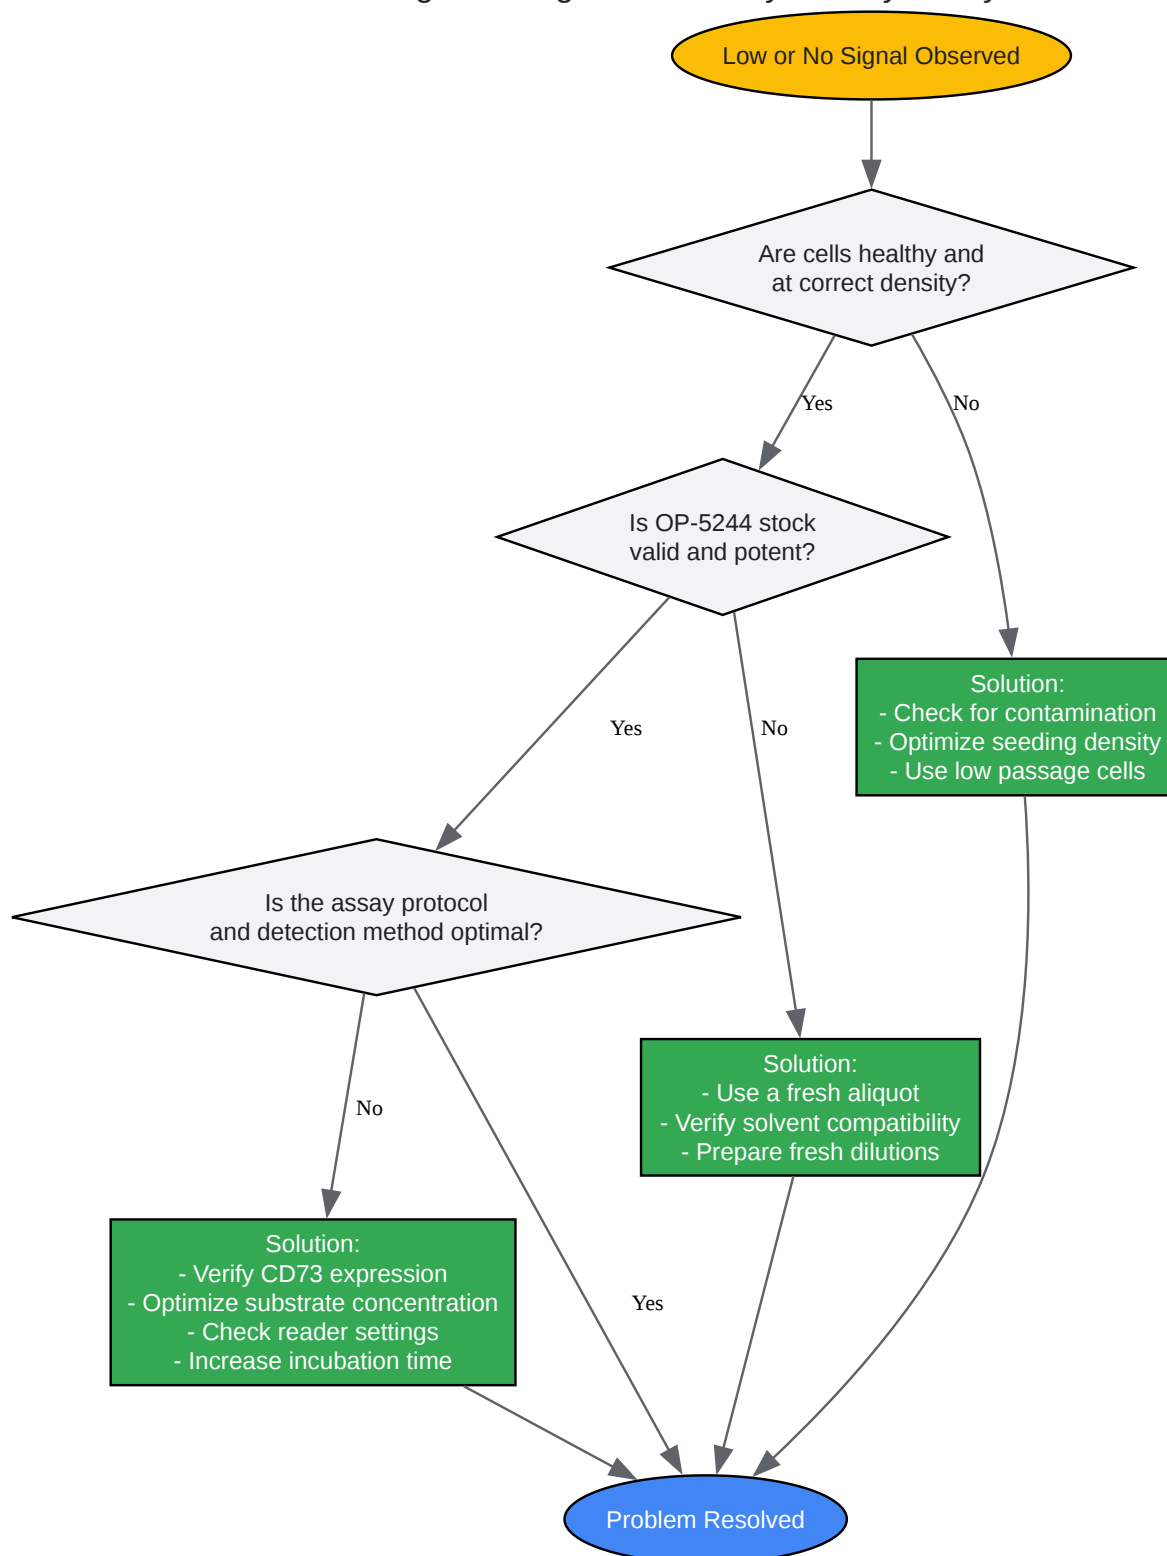 Low or No Signal Observed
Are cells healthy and
at correct density?
Yes
No
Is OP-5244 stock
valid and potent?
Solution:
- Check for contamination
- Optimize seeding density
- Use low passage cells
Yes
No
Is the assay protocol
and detection method optimal?
Solution:
- Use a fresh aliquot
- Verify solvent compatibility
- Prepare fresh dilutions
No
Solution:
- Verify CD73 expression
- Optimize substrate concentration
- Check reader settings
- Increase incubation time
Yes
Problem Resolved